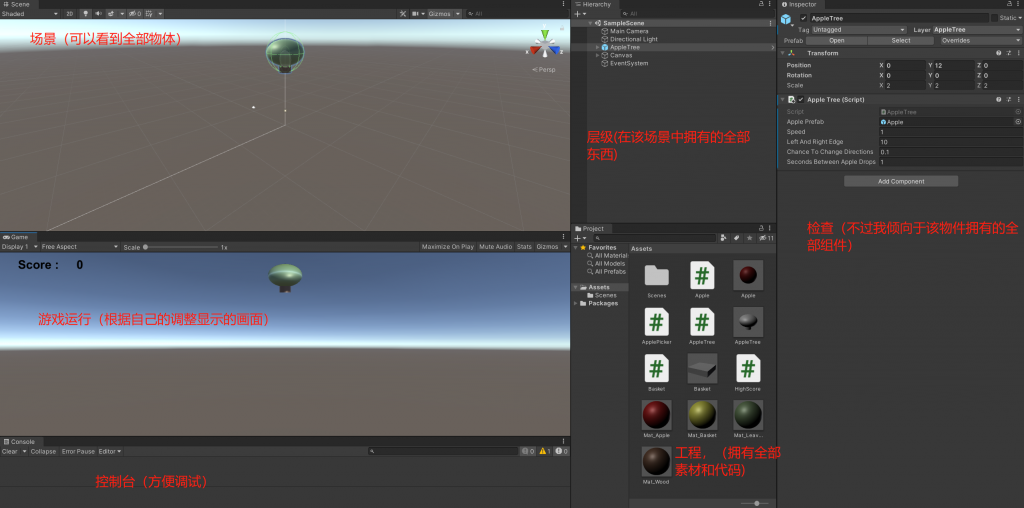 Scene
Shaded
2D
0
Gizmos
All
场景（可以看到全部物体）
y
x
z
Persp
Game
Display 1
Free Aspect
Scale
1x
Maximize On Play
Mute Audio
Stats
Gizmos
Score : 0
游戏运行（根据自己的调整显示的画面）
Console
Clear
Collapse
Error Pause
Editor
0
1
0
控制台（方便调试）
Hierarchy
All
SampleScene
Main Camera
Directional Light
AppleTree
Canvas
EventSystem
层级(在该场景中拥有的全部
东西)
Project
11
Favorites
All Material
All Models
All Prefabs
Assets
Scenes
Packages
Assets
Scenes
Apple
Apple
ApplePicker
AppleTree
AppleTree
Basket
Basket
HighScore
Mat_Apple
Mat_Basket
Mat_Leav...
Mat_Wood
工程，（拥有全部
素材和代码）
Inspector
AppleTree
Static
Tag Untagged
Layer AppleTree
Prefab Open Select Overrides
Transform
Position X 0 Y 12 Z 0
Rotation X 0 Y 0 Z 0
Scale X 2 Y 2 Z 2
Apple Tree (Script)
Script AppleTree
Apple Prefab Apple
Speed 1
Left And Right Edge 10
Chance To Change Directions 0.1
Seconds Between Apple Drops 1
Add Component
检查（不过我倾向于该物件拥有的全
部组件）